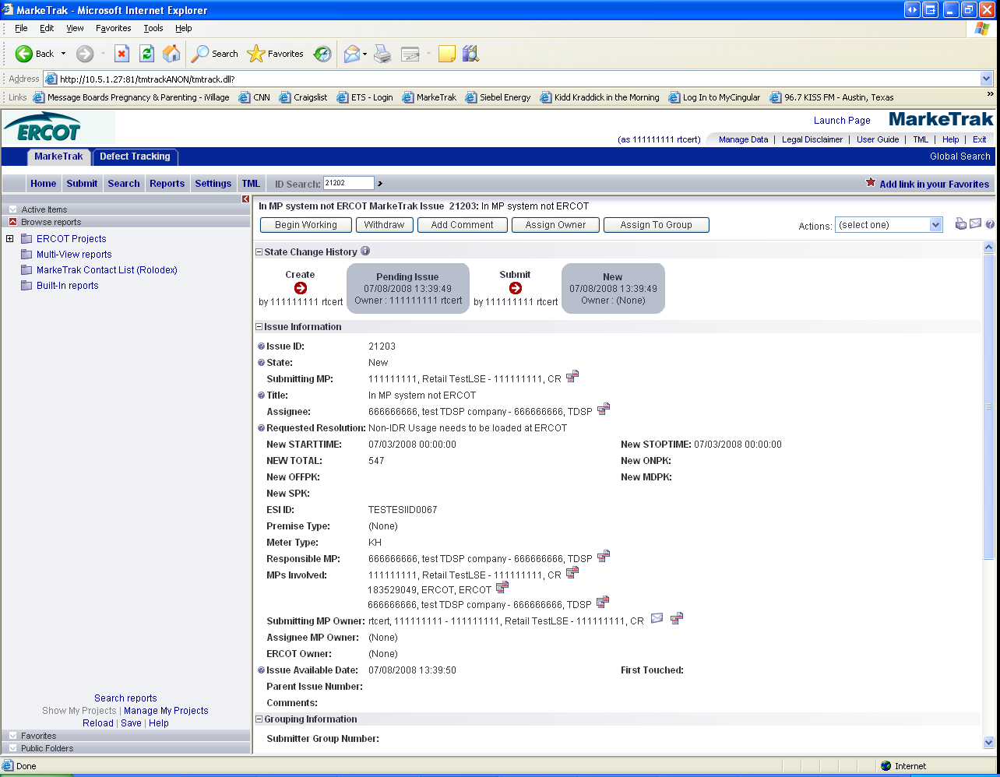 MarkeTrak - Microsoft Internet Explorer
File Edit View Favorites Tools Help
Back Search Favorites
Address http://10.5.1.27:81/tmtrackANON/tmtrack.dll?
Links Message Boards Pregnancy & Parenting - iVillage CNN Craigslist ETS - Login MarkeTrak Siebel Energy Kidd Kraddick in the Morning Log In to MyCingular 96.7 KISS FM - Austin, Texas »
ERCOT Launch Page MarkeTrak
(as 111111111 rtcert) Manage Data | Legal Disclaimer | User Guide | TML | Help | Exit
MarkeTrak Defect Tracking Global Search
Home Submit Search Reports Settings TML ID Search: 21202 Add link in your Favorites
Active Items
Browse reports
ERCOT Projects
Multi-View reports
MarkeTrak Contact List (Rolodex)
Built-In reports
Search reports
Show My Projects | Manage My Projects
Reload | Save | Help
Favorites
Public Folders
In MP system not ERCOT MarkeTrak Issue 21203: In MP system not ERCOT
Begin Working Withdraw Add Comment Assign Owner Assign To Group Actions: (select one)
State Change History
Create
by 111111111 rtcert
Pending Issue
07/08/2008 13:39:49
Owner : 111111111 rtcert
Submit
by 111111111 rtcert
New
07/08/2008 13:39:49
Owner : (None)
Issue Information
Issue ID: 21203
State: New
Submitting MP: 111111111, Retail TestLSE - 111111111, CR
Title: In MP system not ERCOT
Assignee: 666666666, test TDSP company - 666666666, TDSP
Requested Resolution: Non-IDR Usage needs to be loaded at ERCOT
New STARTTIME: 07/03/2008 00:00:00 New STOPTIME: 07/03/2008 00:00:00
NEW TOTAL: 547 New ONPK:
New OFFPK: New MDPK:
New SPK:
ESI ID: TESTESIID0067
Premise Type: (None)
Meter Type: KH
Responsible MP: 666666666, test TDSP company - 666666666, TDSP
MPs Involved: 111111111, Retail TestLSE - 111111111, CR
183529049, ERCOT, ERCOT
666666666, test TDSP company - 666666666, TDSP
Submitting MP Owner: rtcert, 111111111 - 111111111, Retail TestLSE - 111111111, CR
Assignee MP Owner: (None)
ERCOT Owner: (None)
Issue Available Date: 07/08/2008 13:39:50 First Touched:
Parent Issue Number:
Comments:
Grouping Information
Submitter Group Number:
Done Internet